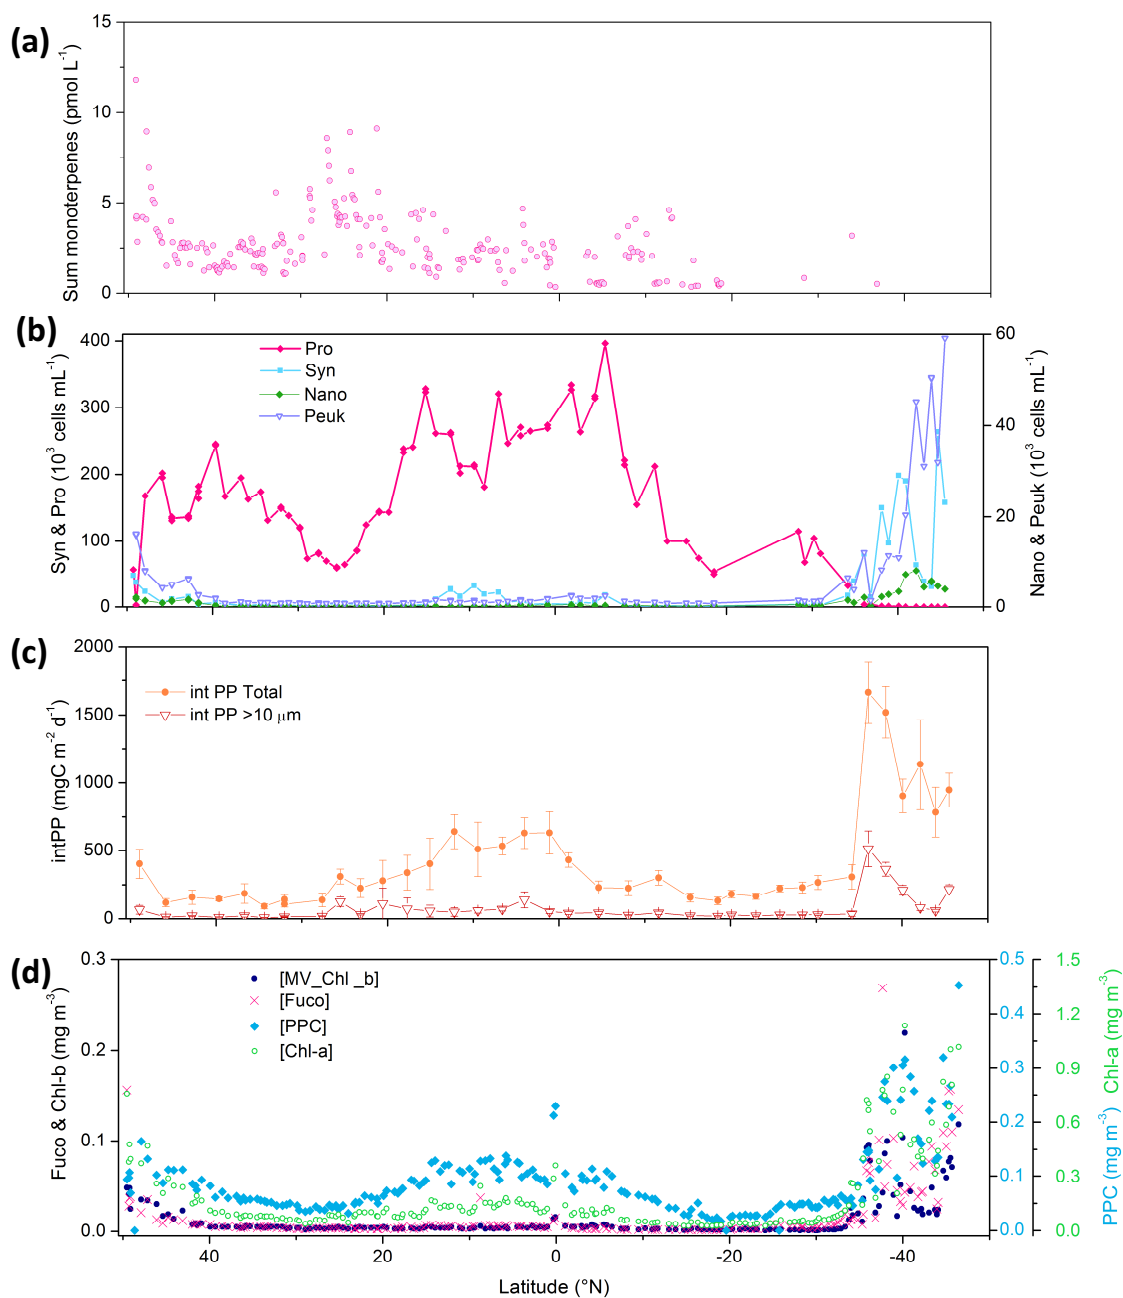 (a)
15
10
5
0
Sum monoterpenes (pmol L⁻¹)
(b)
400
300
200
100
0
Syn & Pro (10³ cells mL⁻¹)
Pro
Syn
Nano
Peuk
60
40
20
0
Nano & Peuk (10³ cells mL⁻¹)
(c)
2000
1500
1000
500
0
intPP (mgC m⁻² d⁻¹)
int PP Total
int PP >10 μm
(d)
0.3
0.2
0.1
0.0
Fuco & Chl-b (mg m⁻³)
[MV_Chl _b]
[Fuco]
[PPC]
[Chl-a]
0.5
0.4
0.3
0.2
0.1
0.0
PPC (mg m⁻³)
1.5
1.2
0.9
0.6
0.3
0.0
Chl-a (mg m⁻³)
40 20 0 -20 -40
Latitude (°N)